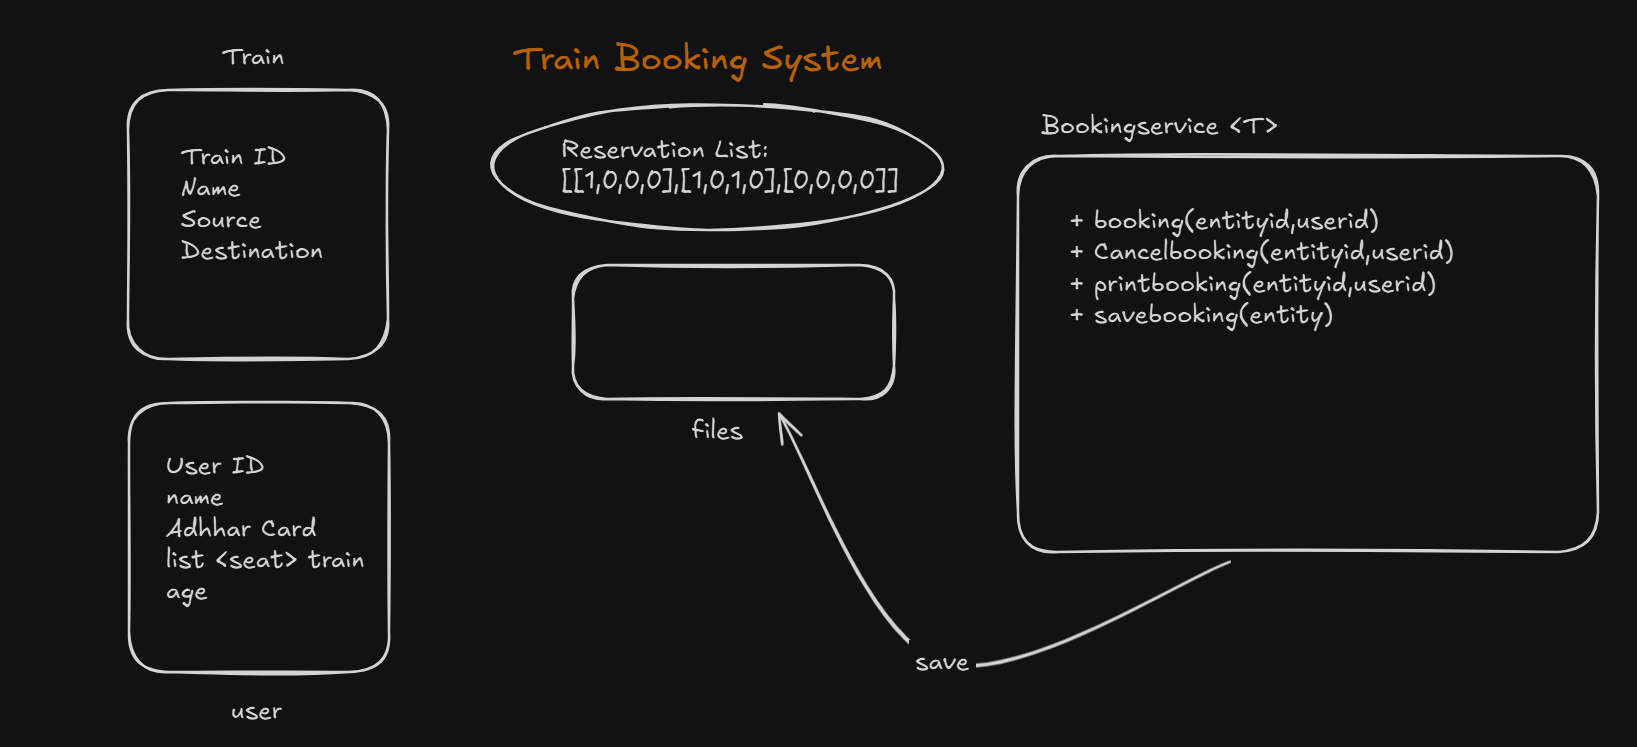 Train Booking System
Train
Train ID
Name
Source
Destination
Reservation List:
[[1,0,0,0],[1,0,1,0],[0,0,0,0]]
files
Bookingservice <T>
+ booking(entityid,userid)
+ Cancelbooking(entityid,userid)
+ printbooking(entityid,userid)
+ savebooking(entity)
save
User ID
name
Adhhar Card
list <seat> train
age
user